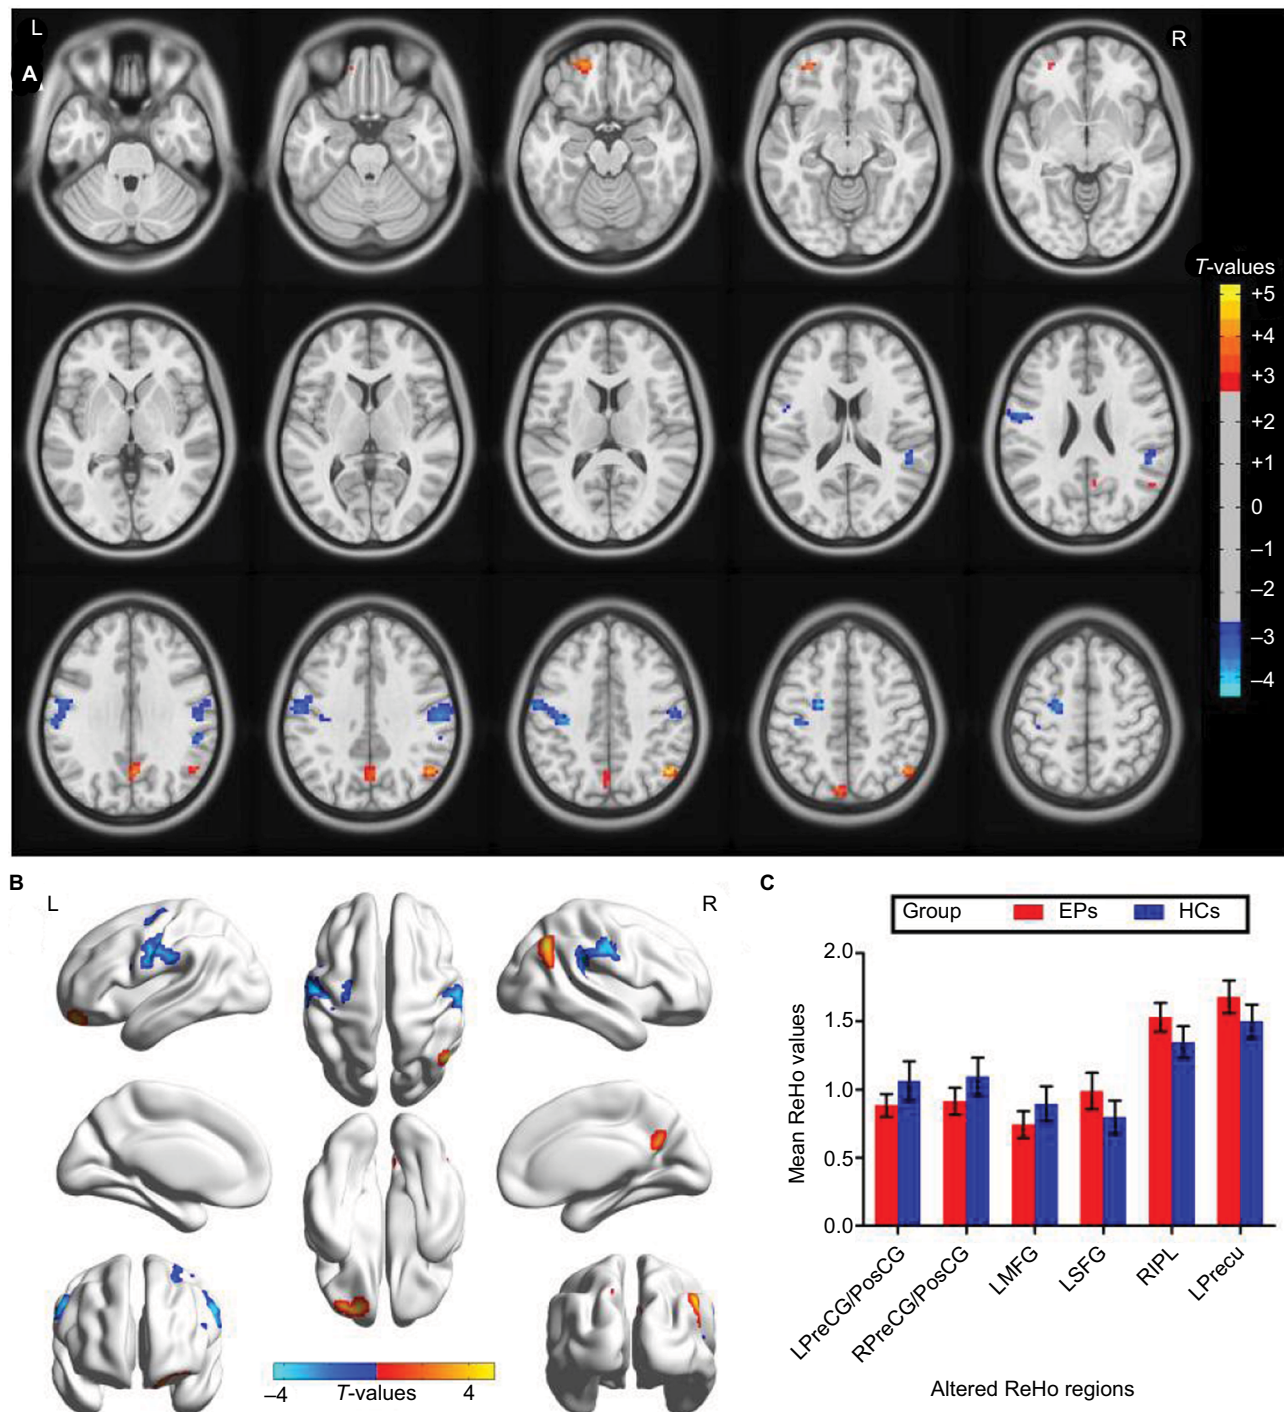 L
R
A
T-values
+5
+4
+3
+2
+1
0
–1
–2
–3
–4
B
L
R
–4
T-values
4
C
Group
EPs
HCs
Mean ReHo values
2.0
1.5
1.0
0.5
0.0
LPreCG/PosCG
RPreCG/PosCG
LMFG
LSFG
RIPL
LPrecu
Altered ReHo regions